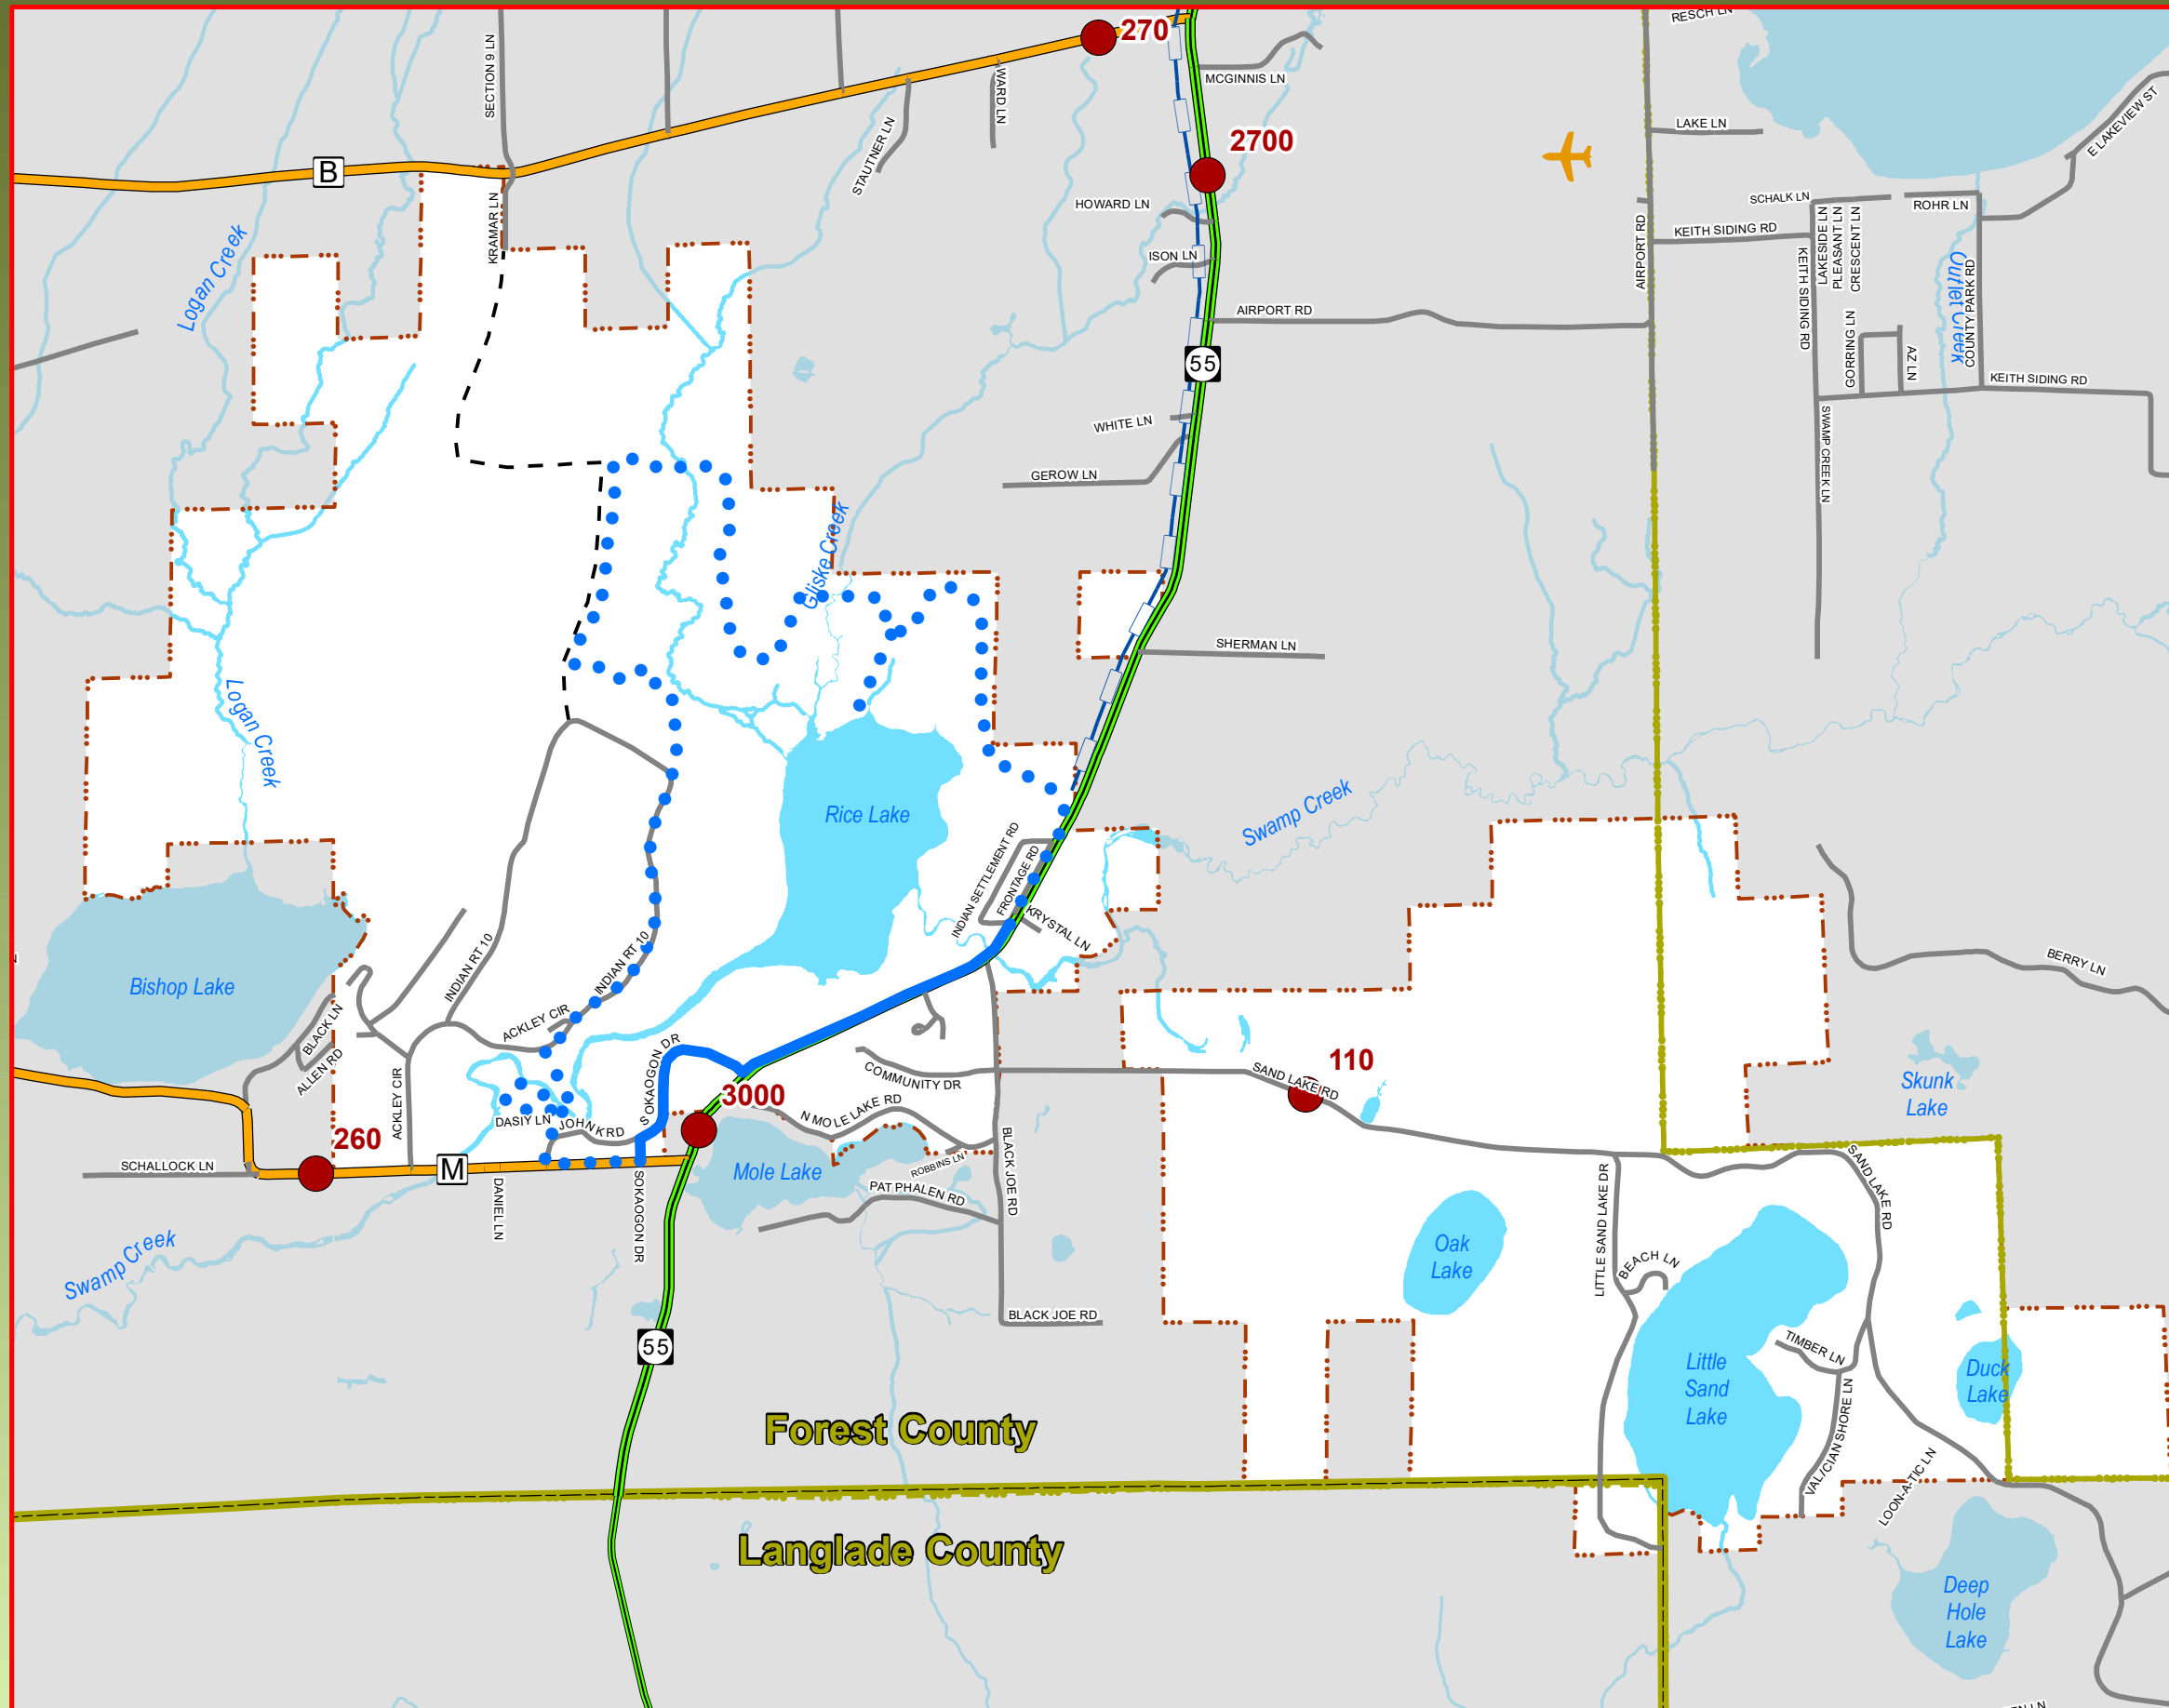 270
RESCH LN
SECTION 9 LN
WARD LN
MCGINNIS LN
STAUTNER LN
2700
LAKE LN
E LAKEVIEW ST
B
KRAMAR LN
HOWARD LN
SCHALK LN
ROHR LN
Logan Creek
ISON LN
AIRPORT RD
KEITH SIDING RD
KEITH SIDING RD
LAKESIDE LN
PLEASANT LN
CRESCENT LN
Outlet Creek
COUNTY PARK RD
AIRPORT RD
55
GORRING LN
AZ LN
KEITH SIDING RD
WHITE LN
SWAMP CREEK LN
GEROW LN
Gliske Creek
SHERMAN LN
Logan Creek
Rice Lake
Swamp Creek
INDIAN SETTLEMENT RD
FRONTAGE RD
KRYSTAL LN
INDIAN RT 10
INDIAN RT 10
BERRY LN
Bishop Lake
BLACK LN
ALLEN RD
ACKLEY CIR
ACKLEY CIR
SOKAOGON DR
COMMUNITY DR
SAND LAKE RD
110
Skunk
Lake
3000
N MOLE LAKE RD
DASIY LN
JOHN K RD
260
SCHALLOCK LN
M
Mole Lake
ROBBINS LN
BLACK JOE RD
PAT PHALEN RD
DANIEL LN
SOKAOGON DR
SAND LAKE RD
LITTLE SAND LAKE DR
BEACH LN
Oak
Lake
Swamp Creek
BLACK JOE RD
55
TIMBER LN
Little
Sand
Lake
Duck
Lake
VAL/CIAN SHORE LN
LOON-A-TIC LN
Forest County
Langlade County
Deep
Hole
Lake